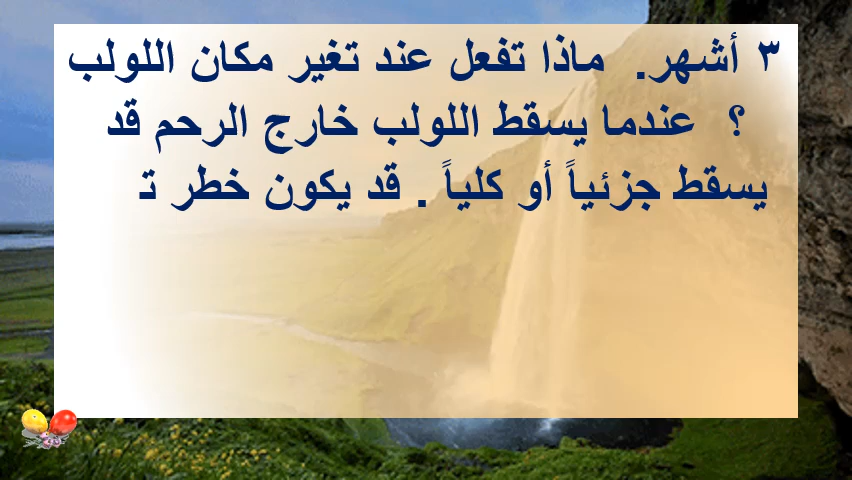 ٣ أشهر. ماذا تفعل عند تغير مكان اللولب
؟ عندما يسقط اللولب خارج الرحم قد
يسقط جزئياً أو كلياً . قد يكون خطر ت